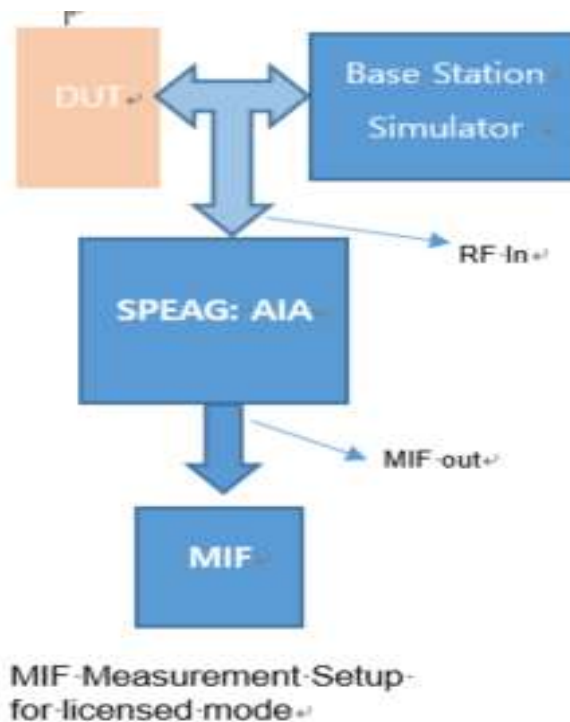 DUT
Base Station
Simulator
RF In
SPEAG: AIA
MIF out
MIF
MIF Measurement Setup
for licensed mode